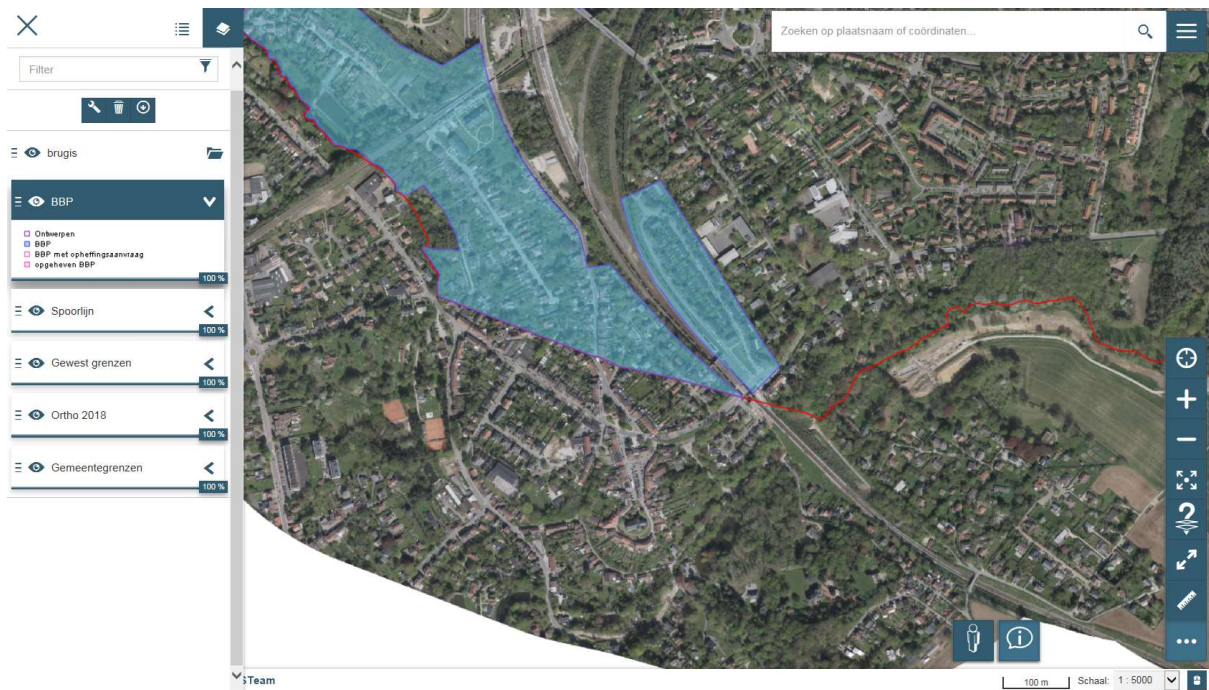 Zoeken op plaatsnaam of coördinaten...
Filter
brugis
BBP
Ontwerpen
BBP
BBP met opheffingsaanvraag
opgeheven BBP
100 %
Spoorlijn
100 %
Gewest grenzen
100 %
Ortho 2018
100 %
Gemeentegrenzen
100 %
STeam
100 m
Schaal: 1 : 5000